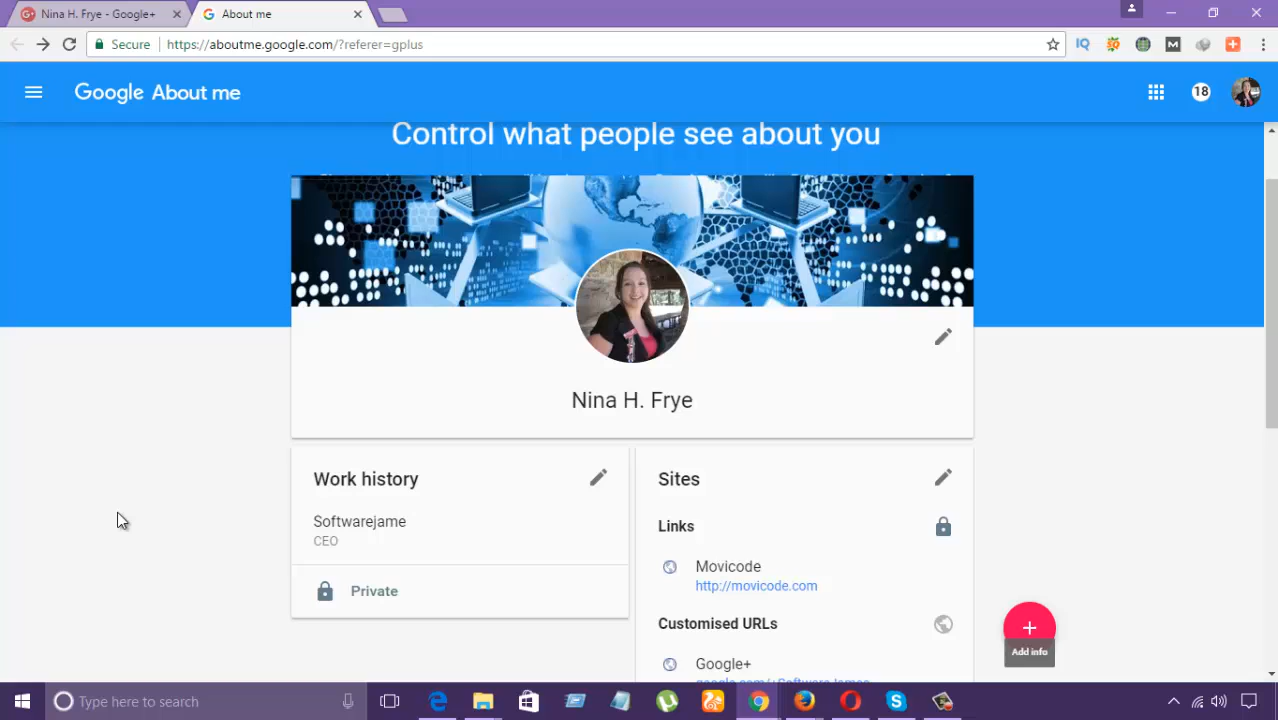 Nina H. Frye - Google+
About me
Secure https://aboutme.google.com/?referer=gplus
Google About me
18
Control what people see about you
Nina H. Frye
Work history
Softwarejame
CEO
Private
Sites
Links
Movicode
http://movicode.com
Customised URLs
Google+
Add info
Type here to search